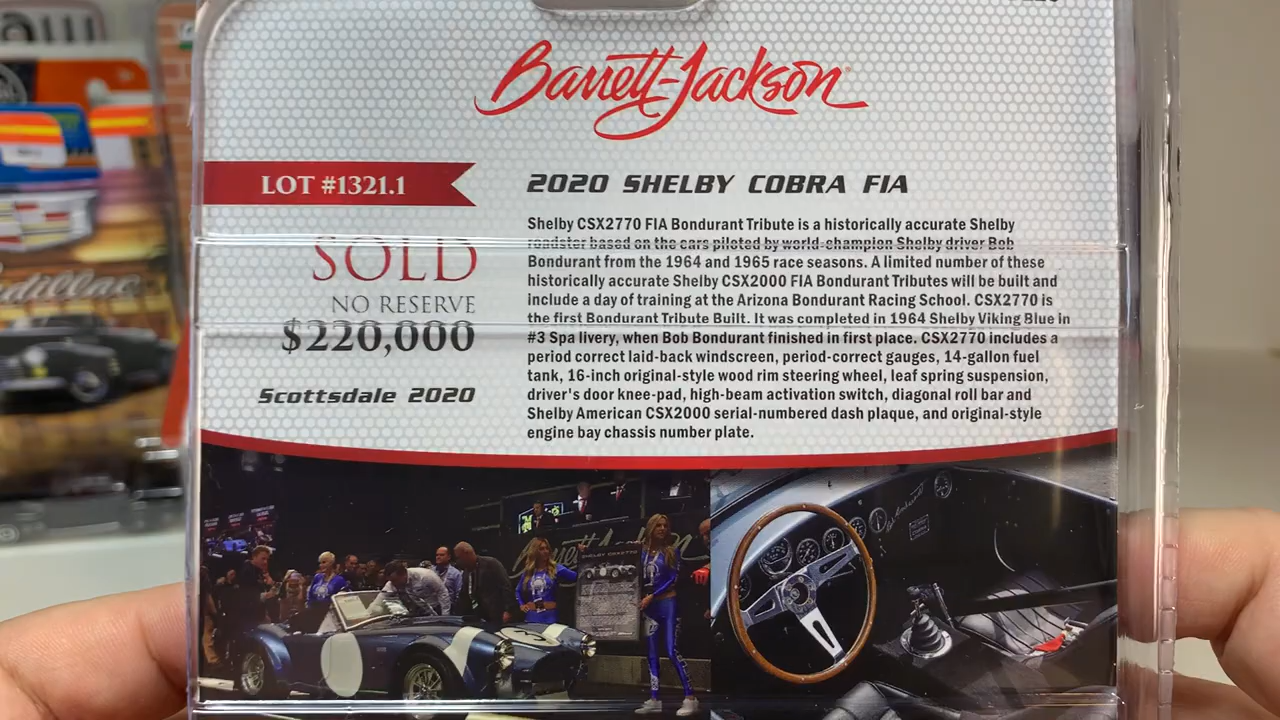 Barrett-Jackson
LOT #1321.1
SOLD
NO RESERVE
$220,000
Scottsdale 2020
2020 SHELBY COBRA FIA
Shelby CSX2770 FIA Bondurant Tribute is a historically accurate Shelby
roadster based on the cars piloted by world-champion Shelby driver Bob
Bondurant from the 1964 and 1965 race seasons. A limited number of these
historically accurate Shelby CSX2000 FIA Bondurant Tributes will be built and
include a day of training at the Arizona Bondurant Racing School. CSX2770 is
the first Bondurant Tribute Built. It was completed in 1964 Shelby Viking Blue in
#3 Spa livery, when Bob Bondurant finished in first place. CSX2770 includes a
period correct laid-back windscreen, period-correct gauges, 14-gallon fuel
tank, 16-inch original-style wood rim steering wheel, leaf spring suspension,
driver's door knee-pad, high-beam activation switch, diagonal roll bar and
Shelby American CSX2000 serial-numbered dash plaque, and original-style
engine bay chassis number plate.
Barrett-Jackson
SHELBY CSX2770
3